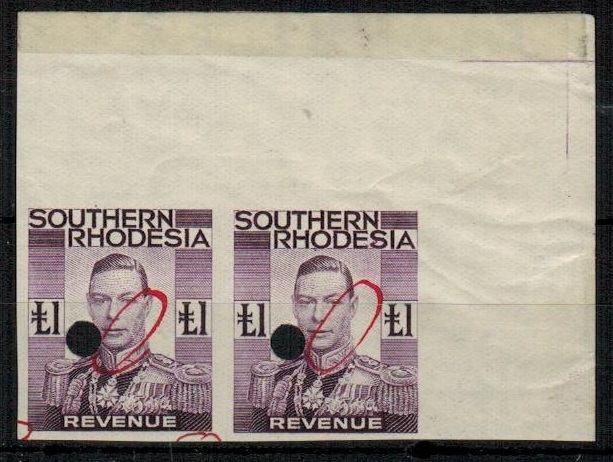 SOUTHERN
RHODESIA
£1 £1
REVENUE
SOUTHERN
RHODESIA
£1 £1
REVENUE